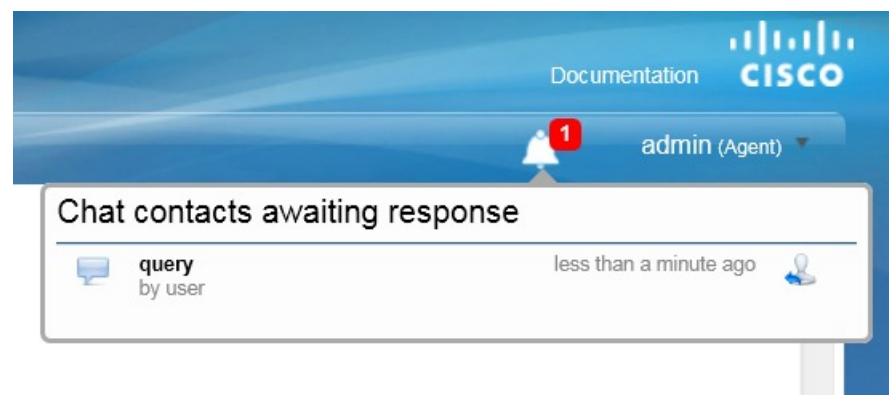 Documentation
CISCO
1
admin (Agent)
Chat contacts awaiting response
query
less than a minute ago
by user